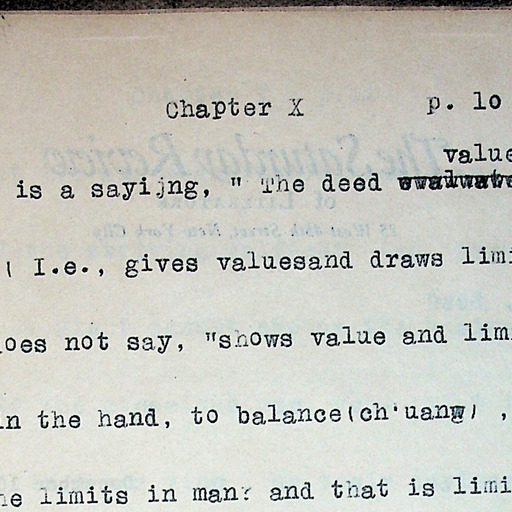 Chapter X p. 10
value
is a sayijng, " The deed
( I.e., gives valuesand draws limi
oes not say, "shows value and lim
in the hand, to balance(ch'uang) ,
he limits in man? and that is limi
The Saturday Review
of LITERATURE
25 West 45th Street, New York City